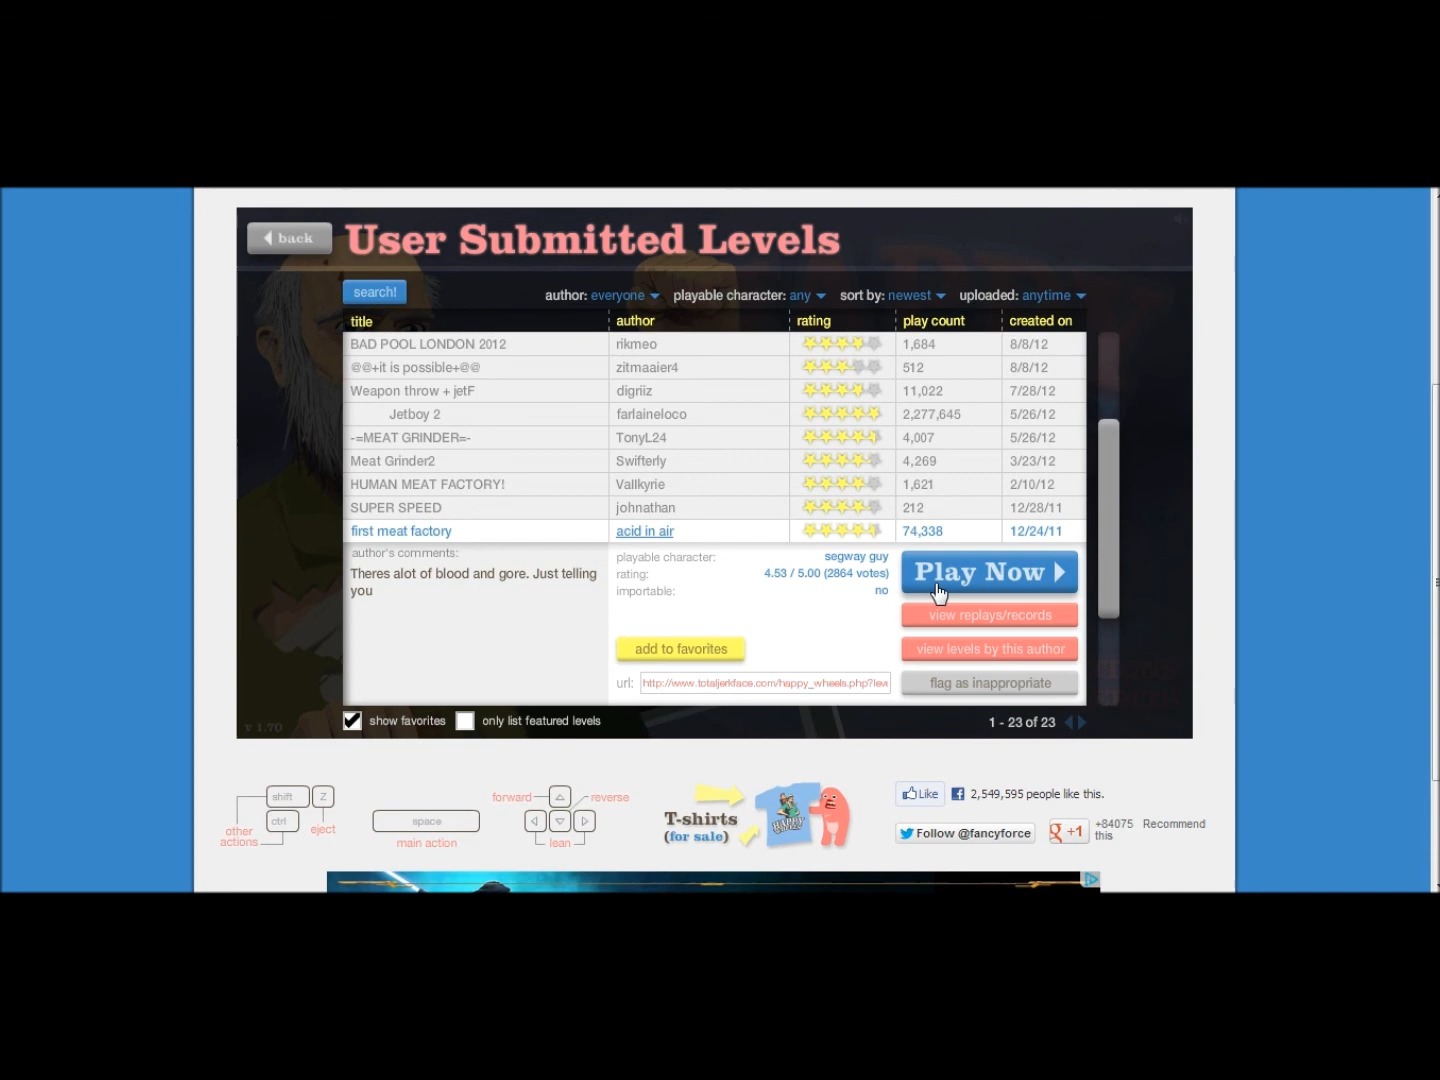 back
User Submitted Levels
search!
author: everyone playable character: any sort by: newest uploaded: anytime
title author rating play count created on
BAD POOL LONDON 2012 rikmeo 1,684 8/8/12
@@+it is possible+@@ zitmaaier4 512 8/8/12
Weapon throw + jetF digriiz 11,022 7/28/12
Jetboy 2 farlaineloco 2,277,645 5/26/12
-=MEAT GRINDER=- TonyL24 4,007 5/26/12
Meat Grinder2 Swifterly 4,269 3/23/12
HUMAN MEAT FACTORY! Vallkyrie 1,621 2/10/12
SUPER SPEED johnathan 212 12/28/11
first meat factory acid in air 74,338 12/24/11
author's comments:
Theres alot of blood and gore. Just telling
you
playable character: segway guy
rating: 4.53 / 5.00 (2864 votes)
importable: no
add to favorites
url: http://www.totaljerkface.com/happy_wheels.php?leve
Play Now
view replays/records
view levels by this author
flag as inappropriate
v 1.70
show favorites only list featured levels 1 - 23 of 23
shift Z
ctrl
other
actions
eject
space
main action
forward reverse
lean
T-shirts
(for sale)
Like 2,549,595 people like this.
Follow @fancyforce
+1
+84075 Recommend
this